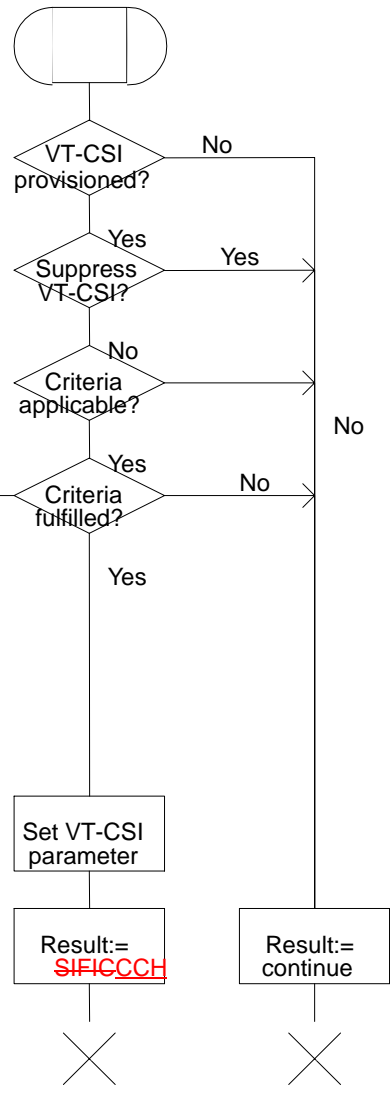 VT-CSI
provisioned?
No
Yes
Suppress
VT-CSI?
Yes
No
Criteria
applicable?
No
Yes
Criteria
fulfilled?
No
Yes
Set VT-CSI
parameter
Result:=
SIFICCCH
Result:=
continue